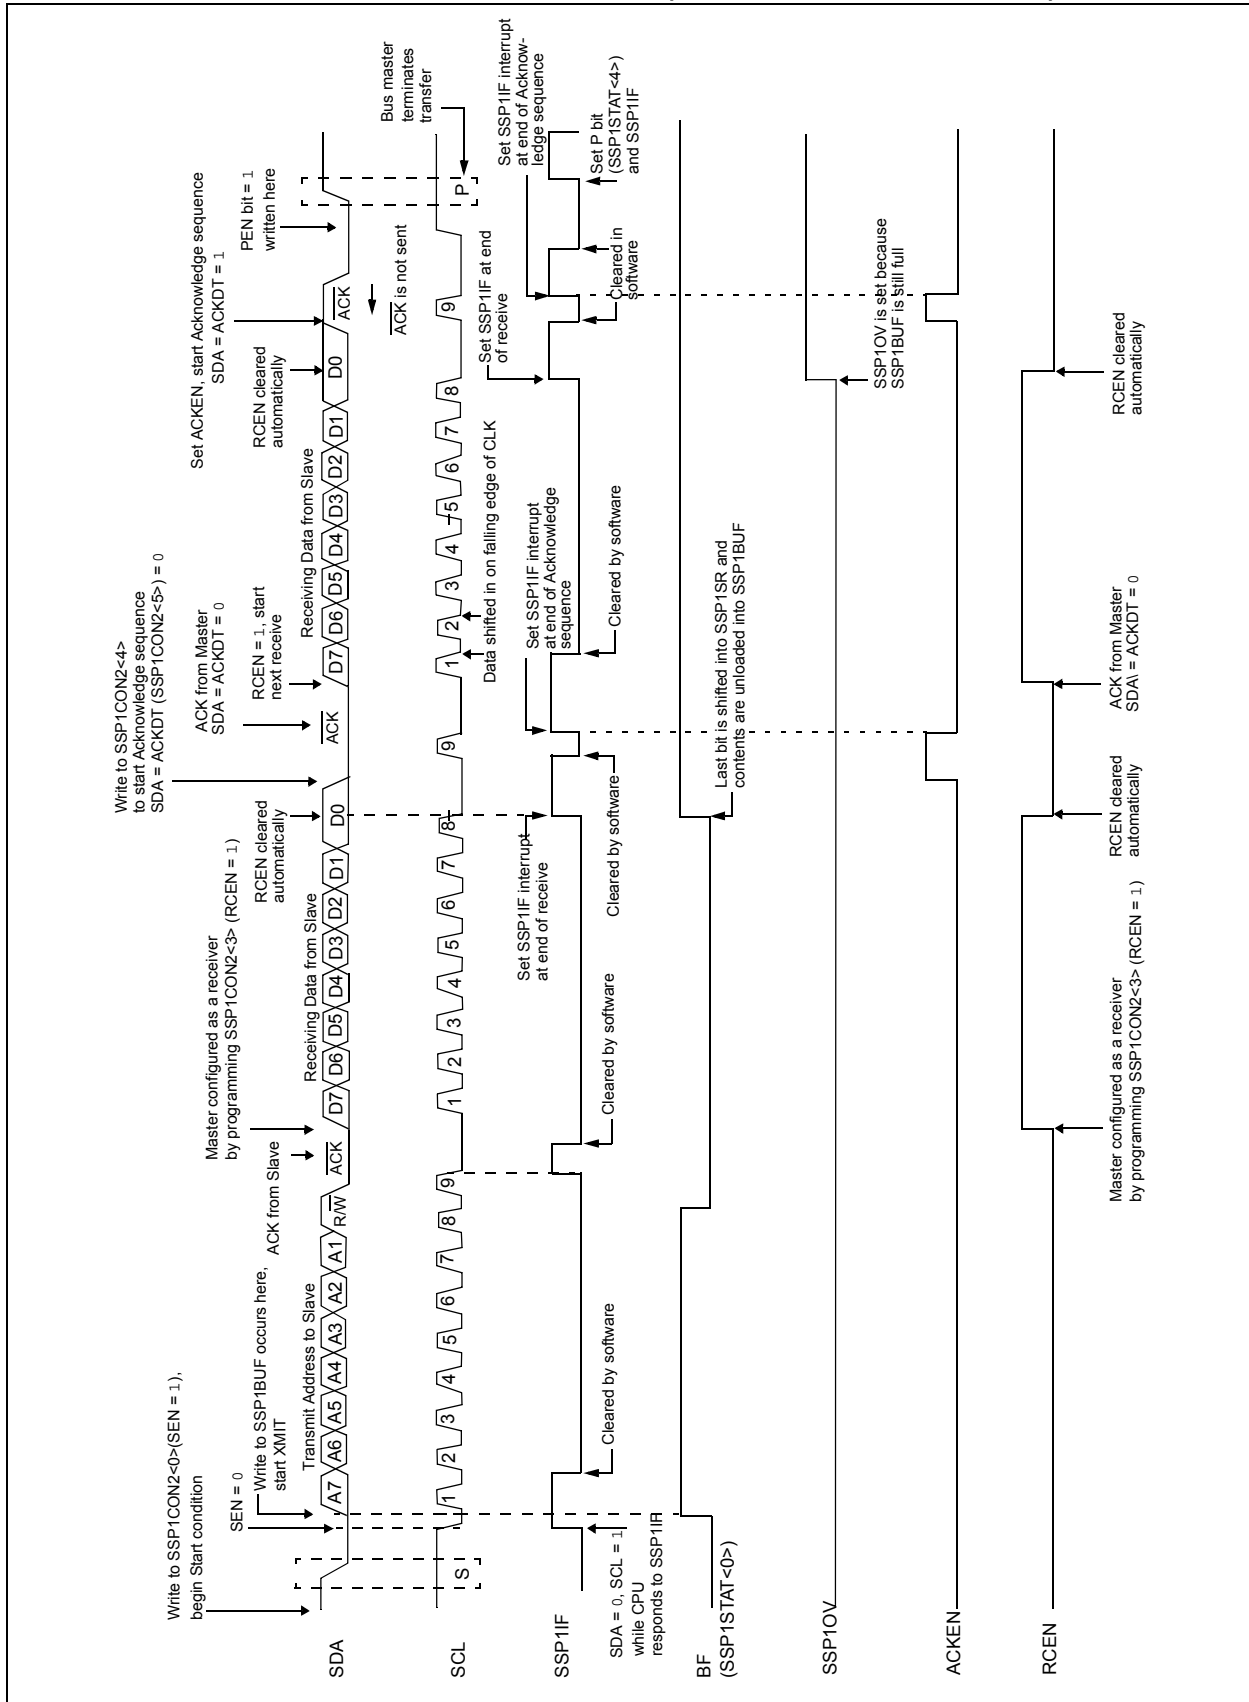 Write to SSP1CON2<0>(SEN = 1),
begin Start condition
SEN = 0
Write to SSP1BUF occurs here,
start XMIT
ACK from Slave
Master configured as a receiver
by programming SSP1CON2<3> (RCEN = 1)
RCEN cleared
automatically
Write to SSP1CON2<4>
to start Acknowledge sequence
SDA = ACKDT (SSP1CON2<5>) = 0
ACK from Master
SDA = ACKDT = 0
RCEN = 1, start
next receive
RCEN cleared
automatically
Set ACKEN, start Acknowledge sequence
SDA = ACKDT = 1
PEN bit = 1
written here
Transmit Address to Slave
Receiving Data from Slave
Receiving Data from Slave
SDA
A7 A6 A5 A4 A3 A2 A1 R/W ACK D7 D6 D5 D4 D3 D2 D1 D0 ACK D7 D6 D5 D4 D3 D2 D1 D0 ACK
ACK is not sent
Bus master
terminates
transfer
SCL
S 1 2 3 4 5 6 7 8 9 1 2 3 4 5 6 7 8 9 1 2 3 4 5 6 7 8 9 P
Data shifted in on falling edge of CLK
Set SSP1IF interrupt
at end of receive
Set SSP1IF interrupt
at end of Acknowledge
sequence
Set SSP1IF at end
of receive
Set SSP1IF interrupt
at end of Acknow-
ledge sequence
SSP1IF
SDA = 0, SCL = 1
while CPU
responds to SSP1IF
Cleared by software
Cleared by software
Cleared by software
Cleared by software
Cleared in
software
Set P bit
(SSP1STAT<4>)
and SSP1IF
BF
(SSP1STAT<0>)
Last bit is shifted into SSP1SR and
contents are unloaded into SSP1BUF
SSP1OV
SSP1OV is set because
SSP1BUF is still full
ACKEN
RCEN
Master configured as a receiver
by programming SSP1CON2<3> (RCEN = 1)
RCEN cleared
automatically
ACK from Master
SDA\ = ACKDT = 0
RCEN cleared
automatically